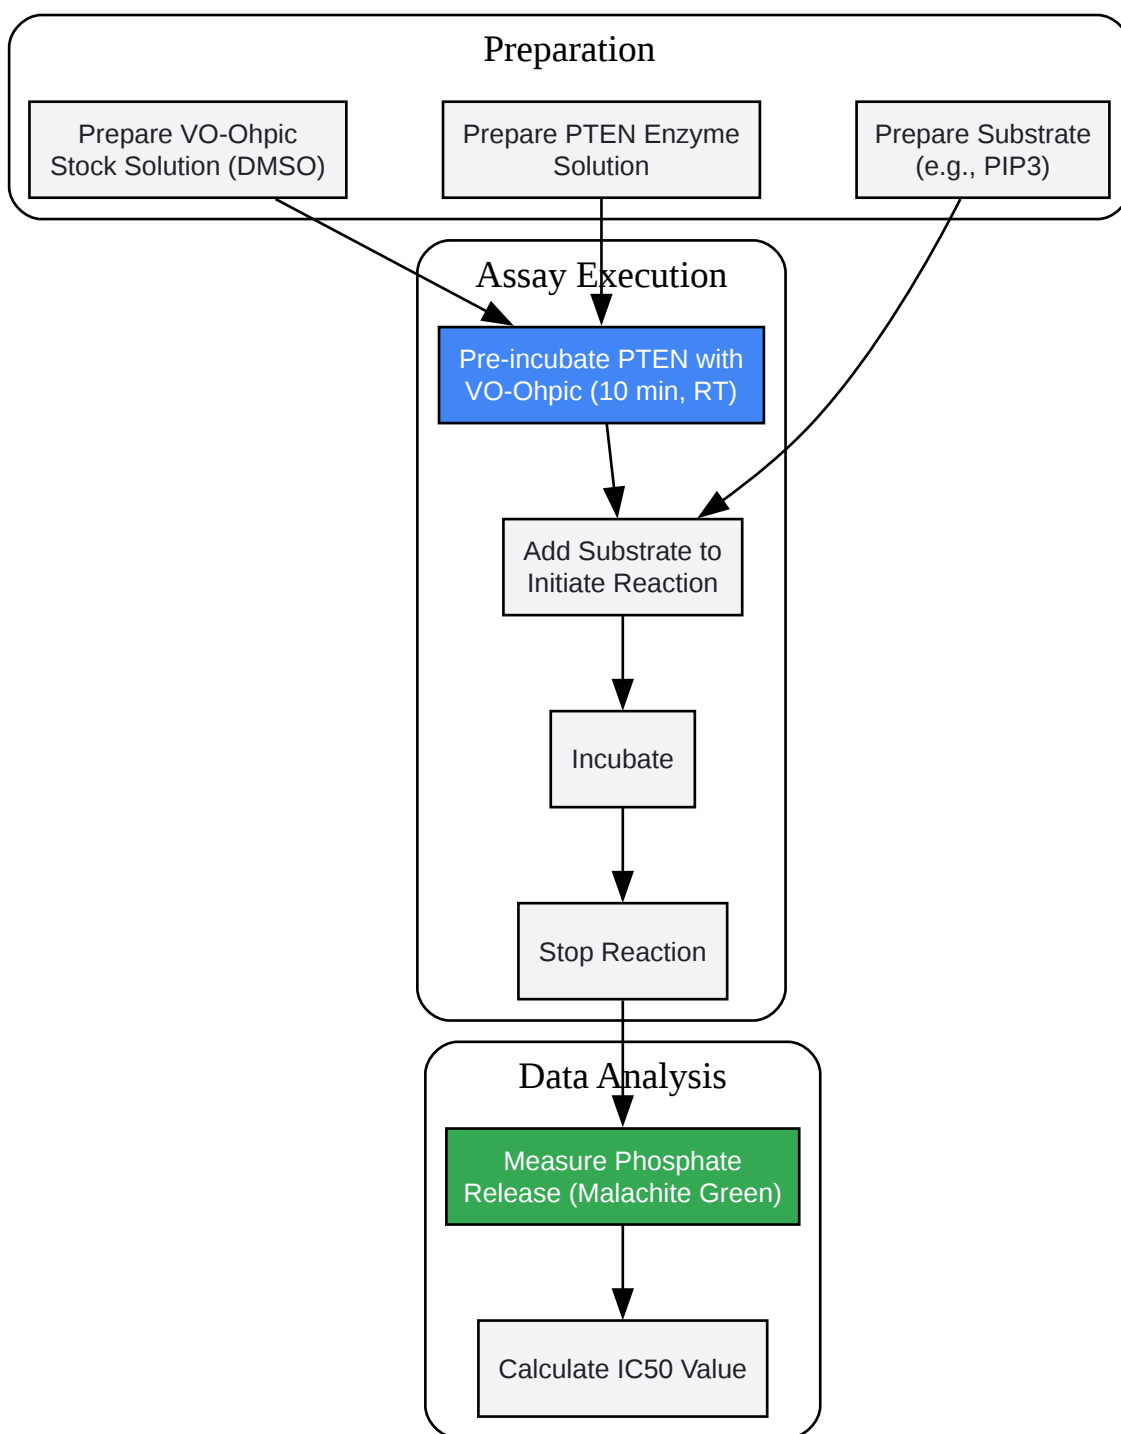 Preparation
Prepare VO-Ohpic
Stock Solution (DMSO)
Prepare PTEN Enzyme
Solution
Prepare Substrate
(e.g., PIP3)
Assay Execution
Pre-incubate PTEN with
VO-Ohpic (10 min, RT)
Add Substrate to
Initiate Reaction
Incubate
Stop Reaction
Data Analysis
Measure Phosphate
Release (Malachite Green)
Calculate IC50 Value